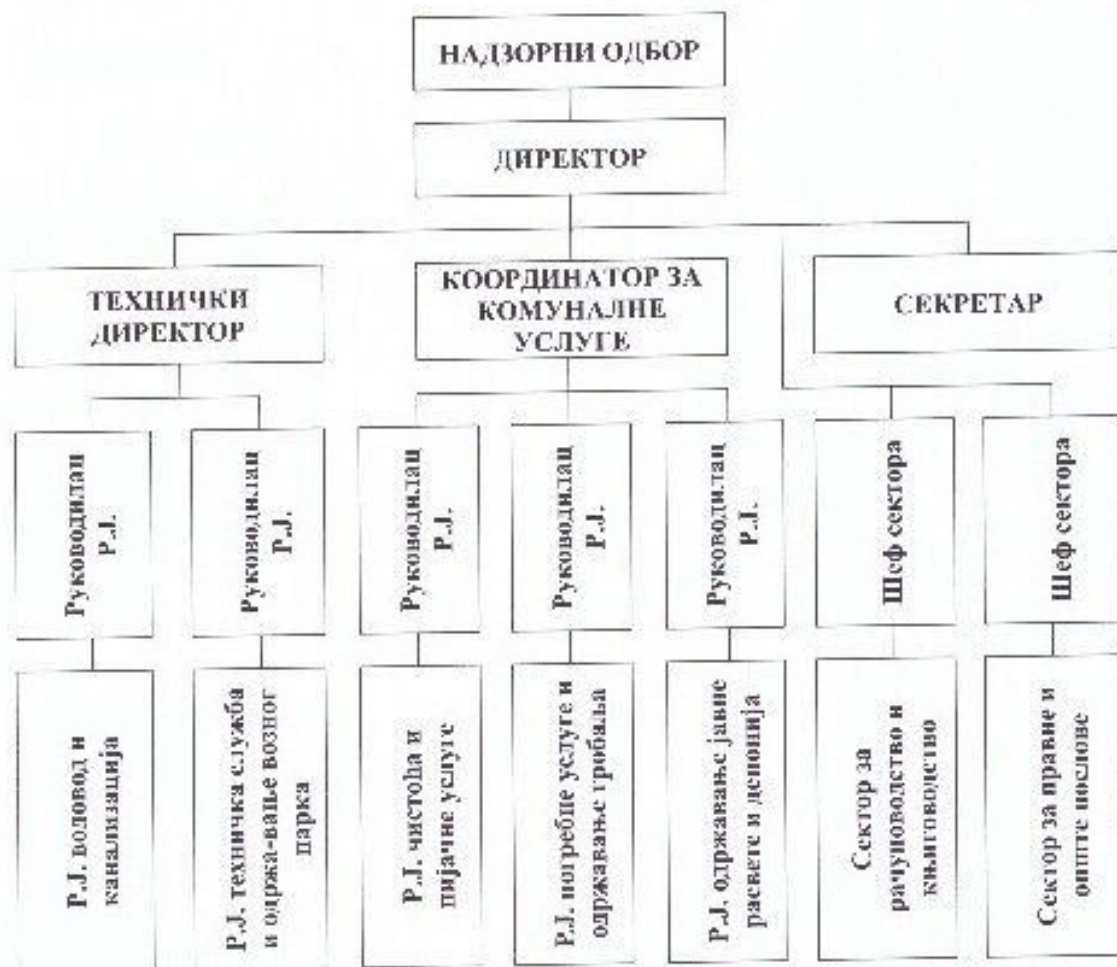 НАДЗОРНИ ОДБОР
ДИРЕКТОР
ТЕХНИЧКИ
ДИРЕКТОР
КООРДИНАТОР ЗА
КОМУНАЛНЕ
УСЛУГЕ
СЕКРЕТАР
Руководилац
Р.Ј.
Руководилац
Р.Ј.
Руководилац
Р.Ј.
Руководилац
Р.Ј.
Руководилац
Р.Ј.
Шеф сектора
Шеф сектора
Р.Ј. водовод и
канализација
Р.Ј. техничка служба
и одржа-вање возног
парка
Р.Ј. чистоћа и
пијачне услуге
Р.Ј. погребне услуге и
одржавање гробаља
Р.Ј. одржавање јавне
расвете и депонија
Сектор за
рачуноводство и
књиговодство
Сектор за правне и
опште послове